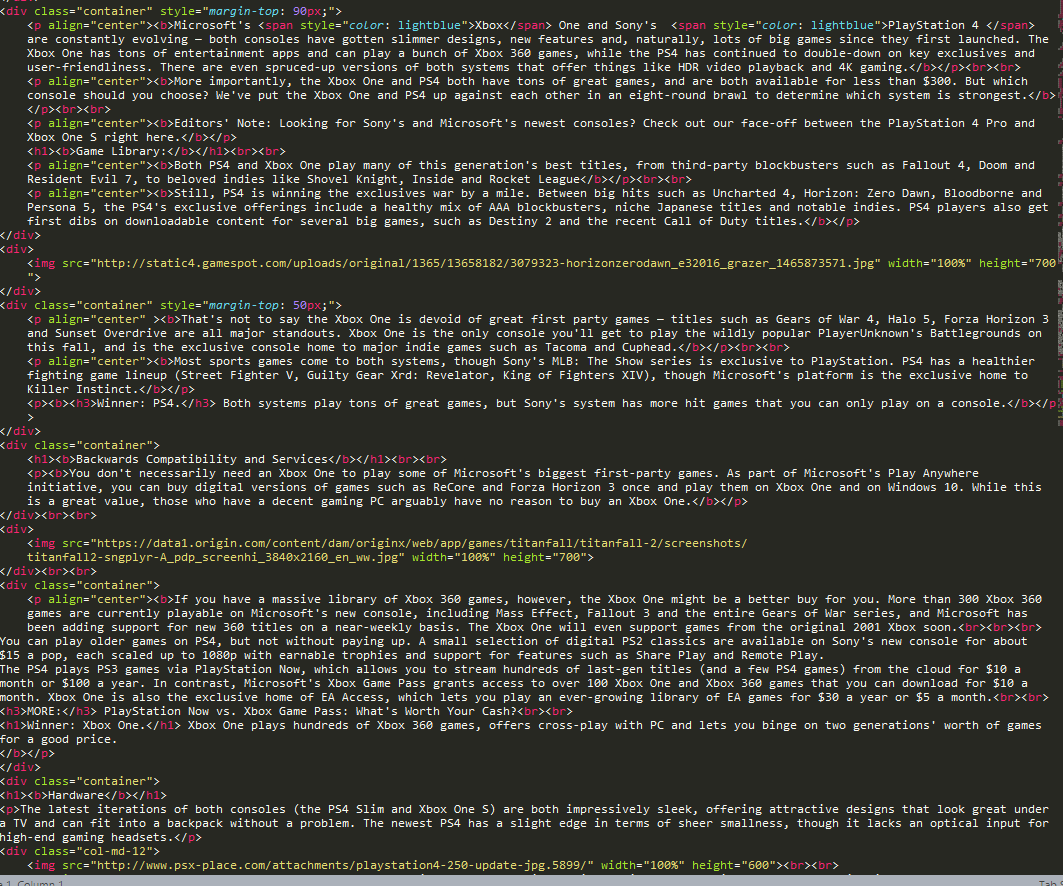 <div class="container" style="margin-top: 90px;">
<p align="center"><b>Microsoft's <span style="color: lightblue">Xbox</span> One and Sony's  <span style="color: lightblue">PlayStation 4 </span>
are constantly evolving — both consoles have gotten slimmer designs, new features and, naturally, lots of big games since they first launched. The
Xbox One has tons of entertainment apps and can play a bunch of Xbox 360 games, while the PS4 has continued to double-down on key exclusives and
user-friendliness. There are even spruced-up versions of both systems that offer things like HDR video playback and 4K gaming.</b></p><br><br>
<p align="center"><b>More importantly, the Xbox One and PS4 both have tons of great games, and are both available for less than $300. But which
console should you choose? We've put the Xbox One and PS4 up against each other in an eight-round brawl to determine which system is strongest.</b>
</p><br><br>
<p align="center"><b>Editors' Note: Looking for Sony's and Microsoft's newest consoles? Check out our face-off between the PlayStation 4 Pro and
Xbox One S right here.</b></p>
<h1><b>Game Library:</b></h1><br><br>
<p align="center"><b>Both PS4 and Xbox One play many of this generation's best titles, from third-party blockbusters such as Fallout 4, Doom and
Resident Evil 7, to beloved indies like Shovel Knight, Inside and Rocket League</b></p><br><br>
<p align="center"><b>Still, PS4 is winning the exclusives war by a mile. Between big hits such as Uncharted 4, Horizon: Zero Dawn, Bloodborne and
Persona 5, the PS4's exclusive offerings include a healthy mix of AAA blockbusters, niche Japanese titles and notable indies. PS4 players also get
first dibs on downloadable content for several big games, such as Destiny 2 and the recent Call of Duty titles.</b></p>
</div>
<div>
<img src="http://static4.gamespot.com/uploads/original/1365/13658182/3079323-horizonzerodawn_e32016_grazer_1465873571.jpg" width="100%" height="700
">
</div>
<div class="container" style="margin-top: 50px;">
<p align="center" ><b>That's not to say the Xbox One is devoid of great first party games — titles such as Gears of War 4, Halo 5, Forza Horizon 3
and Sunset Overdrive are all major standouts. Xbox One is the only console you'll get to play the wildly popular PlayerUnknown's Battlegrounds on
this fall, and is the exclusive console home to major indie games such as Tacoma and Cuphead.</b></p><br><br>
<p align="center"><b>Most sports games come to both systems, though Sony's MLB: The Show series is exclusive to PlayStation. PS4 has a healthier
fighting game lineup (Street Fighter V, Guilty Gear Xrd: Revelator, King of Fighters XIV), though Microsoft's platform is the exclusive home to
Killer Instinct.</b></p>
<p><b><h3>Winner: PS4.</h3> Both systems play tons of great games, but Sony's system has more hit games that you can only play on a console.</b></p
>
</div>
<div class="container">
<h1><b>Backwards Compatibility and Services</b></h1><br><br>
<p><b>You don't necessarily need an Xbox One to play some of Microsoft's biggest first-party games. As part of Microsoft's Play Anywhere
initiative, you can buy digital versions of games such as ReCore and Forza Horizon 3 once and play them on Xbox One and on Windows 10. While this
is a great value, those who have a decent gaming PC arguably have no reason to buy an Xbox One.</b></p>
</div><br><br>
<div>
<img src="https://data1.origin.com/content/dam/originx/web/app/games/titanfall/titanfall-2/screenshots/
titanfall2-sngplyr-A_pdp_screenhi_3840x2160_en_ww.jpg" width="100%" height="700">
</div><br><br>
<div class="container">
<p align="center"><b>If you have a massive library of Xbox 360 games, however, the Xbox One might be a better buy for you. More than 300 Xbox 360
games are currently playable on Microsoft's new console, including Mass Effect, Fallout 3 and the entire Gears of War series, and Microsoft has
been adding support for new 360 titles on a near-weekly basis. The Xbox One will even support games from the original 2001 Xbox soon.<br><br><br>
You can play older games on PS4, but not without paying up. A small selection of digital PS2 classics are available on Sony's new console for about
$15 a pop, each scaled up to 1080p with earnable trophies and support for features such as Share Play and Remote Play.
The PS4 plays PS3 games via PlayStation Now, which allows you to stream hundreds of last-gen titles (and a few PS4 games) from the cloud for $10 a
month or $100 a year. In contrast, Microsoft's Xbox Game Pass grants access to over 100 Xbox One and Xbox 360 games that you can download for $10 a
month. Xbox One is also the exclusive home of EA Access, which lets you play an ever-growing library of EA games for $30 a year or $5 a month.<br><br>
<h3>MORE:</h3> PlayStation Now vs. Xbox Game Pass: What's Worth Your Cash?<br><br>
<h1>Winner: Xbox One.</h1> Xbox One plays hundreds of Xbox 360 games, offers cross-play with PC and lets you binge on two generations' worth of games
for a good price.
</b></p>
</div>
<div class="container">
<h1><b>Hardware</b></h1>
<p>The latest iterations of both consoles (the PS4 Slim and Xbox One S) are both impressively sleek, offering attractive designs that look great under
a TV and can fit into a backpack without a problem. The newest PS4 has a slight edge in terms of sheer smallness, though it lacks an optical input for
high-end gaming headsets.</p>
<div class="col-md-12">
<img src="http://www.psx-place.com/attachments/playstation4-250-update-jpg.5899/" width="100%" height="600"><br><br>